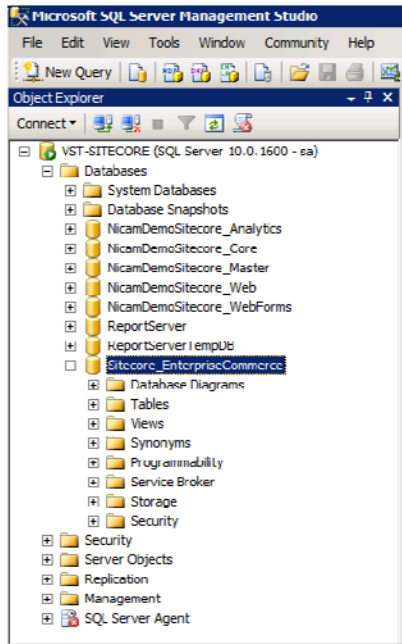 Microsoft SQL Server Management Studio
File Edit View Tools Window Community Help
New Query
Object Explorer
Connect
VST-SITECORE (SQL Server 10.0.1600 - sa)
Databases
System Databases
Database Snapshots
NicamDemoSitecore_Analytics
NicamDemoSitecore_Core
NicamDemoSitecore_Master
NicamDemoSitecore_Web
NicamDemoSitecore_WebForms
ReportServer
ReportServerTempDB
Sitecore_EnterpriseCommerce
Database Diagrams
Tables
Views
Synonyms
Programmability
Service Broker
Storage
Security
Security
Server Objects
Replication
Management
SQL Server Agent